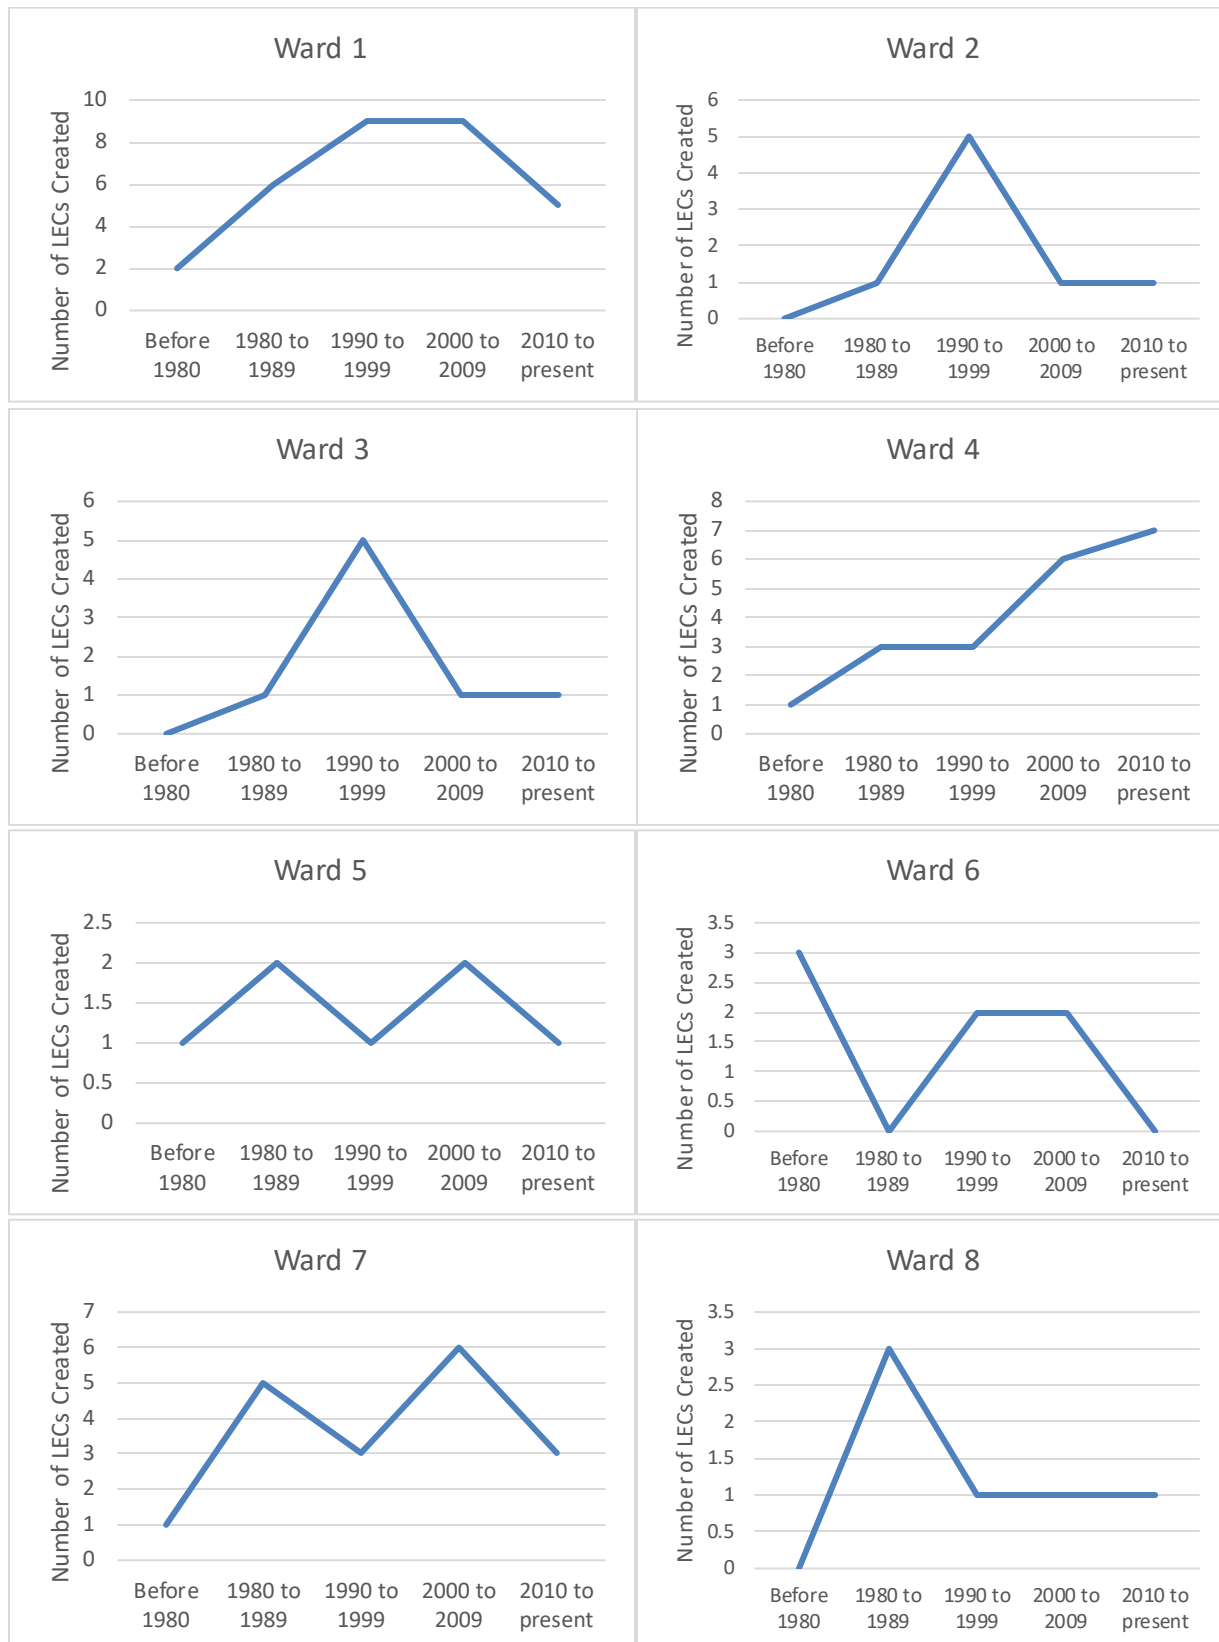 Ward 1
Number of LECs Created
10
8
6
4
2
0
Before 1980
1980 to 1989
1990 to 1999
2000 to 2009
2010 to present
Ward 2
Number of LECs Created
6
5
4
3
2
1
0
Before 1980
1980 to 1989
1990 to 1999
2000 to 2009
2010 to present
Ward 3
Number of LECs Created
6
5
4
3
2
1
0
Before 1980
1980 to 1989
1990 to 1999
2000 to 2009
2010 to present
Ward 4
Number of LECs Created
8
7
6
5
4
3
2
1
0
Before 1980
1980 to 1989
1990 to 1999
2000 to 2009
2010 to present
Ward 5
Number of LECs Created
2.5
2
1.5
1
0.5
0
Before 1980
1980 to 1989
1990 to 1999
2000 to 2009
2010 to present
Ward 6
Number of LECs Created
3.5
3
2.5
2
1.5
1
0.5
0
Before 1980
1980 to 1989
1990 to 1999
2000 to 2009
2010 to present
Ward 7
Number of LECs Created
7
6
5
4
3
2
1
0
Before 1980
1980 to 1989
1990 to 1999
2000 to 2009
2010 to present
Ward 8
Number of LECs Created
3.5
3
2.5
2
1.5
1
0.5
0
Before 1980
1980 to 1989
1990 to 1999
2000 to 2009
2010 to present